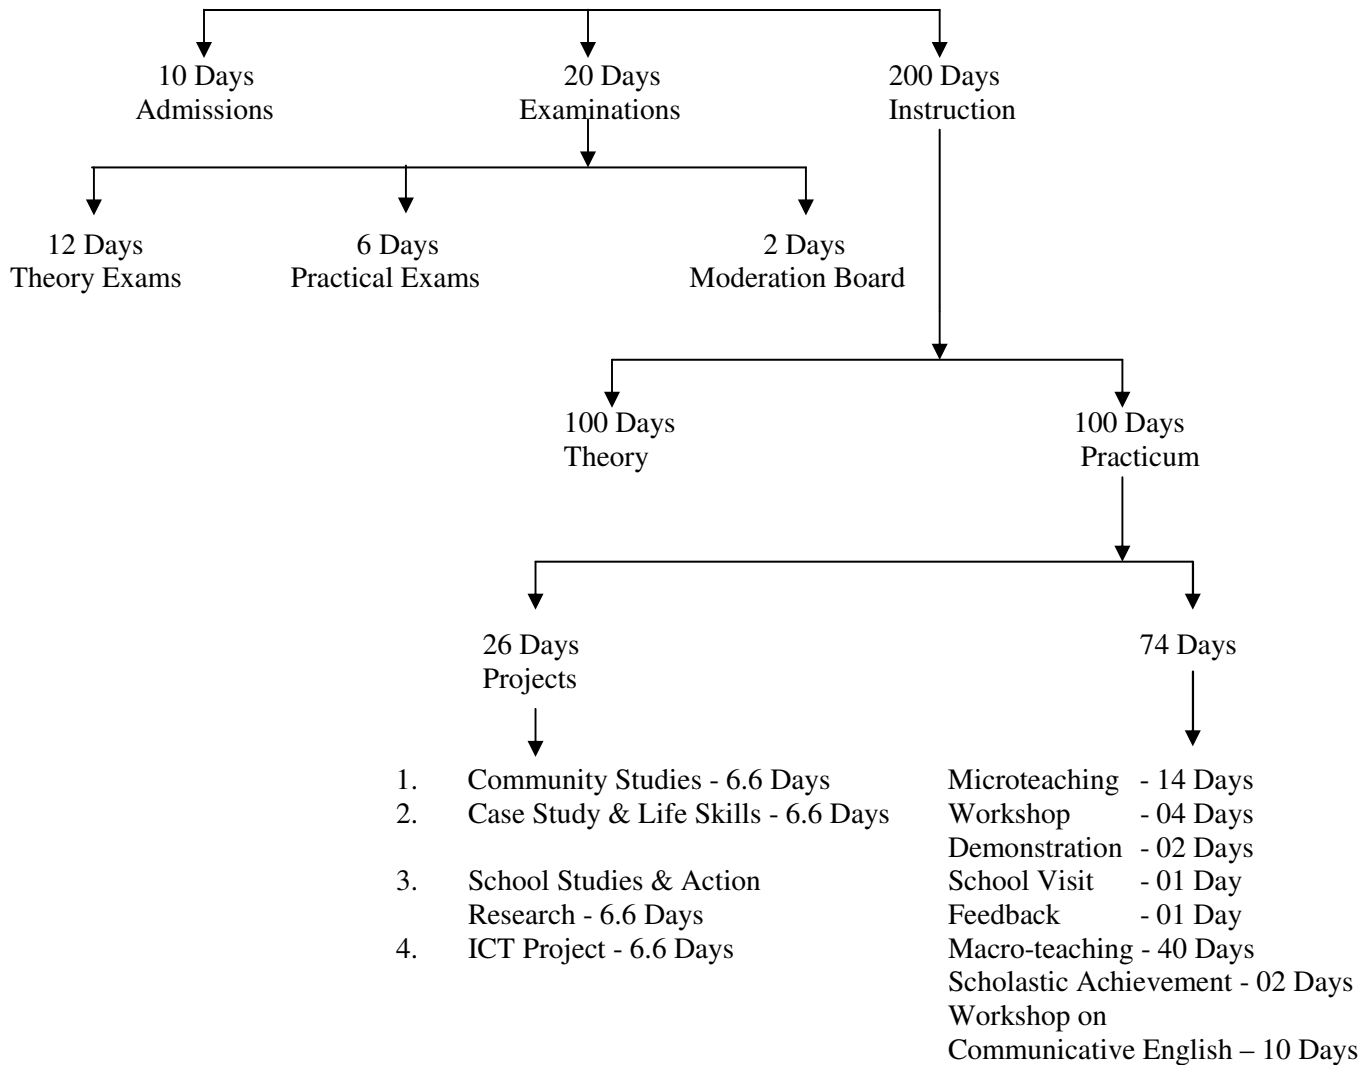 10 Days
Admissions
20 Days
Examinations
200 Days
Instruction
12 Days
Theory Exams
6 Days
Practical Exams
2 Days
Moderation Board
100 Days
Theory
100 Days
Practicum
26 Days
Projects
74 Days
1. Community Studies - 6.6 Days
2. Case Study & Life Skills - 6.6 Days
3. School Studies & Action
Research - 6.6 Days
4. ICT Project - 6.6 Days
Microteaching - 14 Days
Workshop - 04 Days
Demonstration - 02 Days
School Visit - 01 Day
Feedback - 01 Day
Macro-teaching - 40 Days
Scholastic Achievement - 02 Days
Workshop on
Communicative English – 10 Days